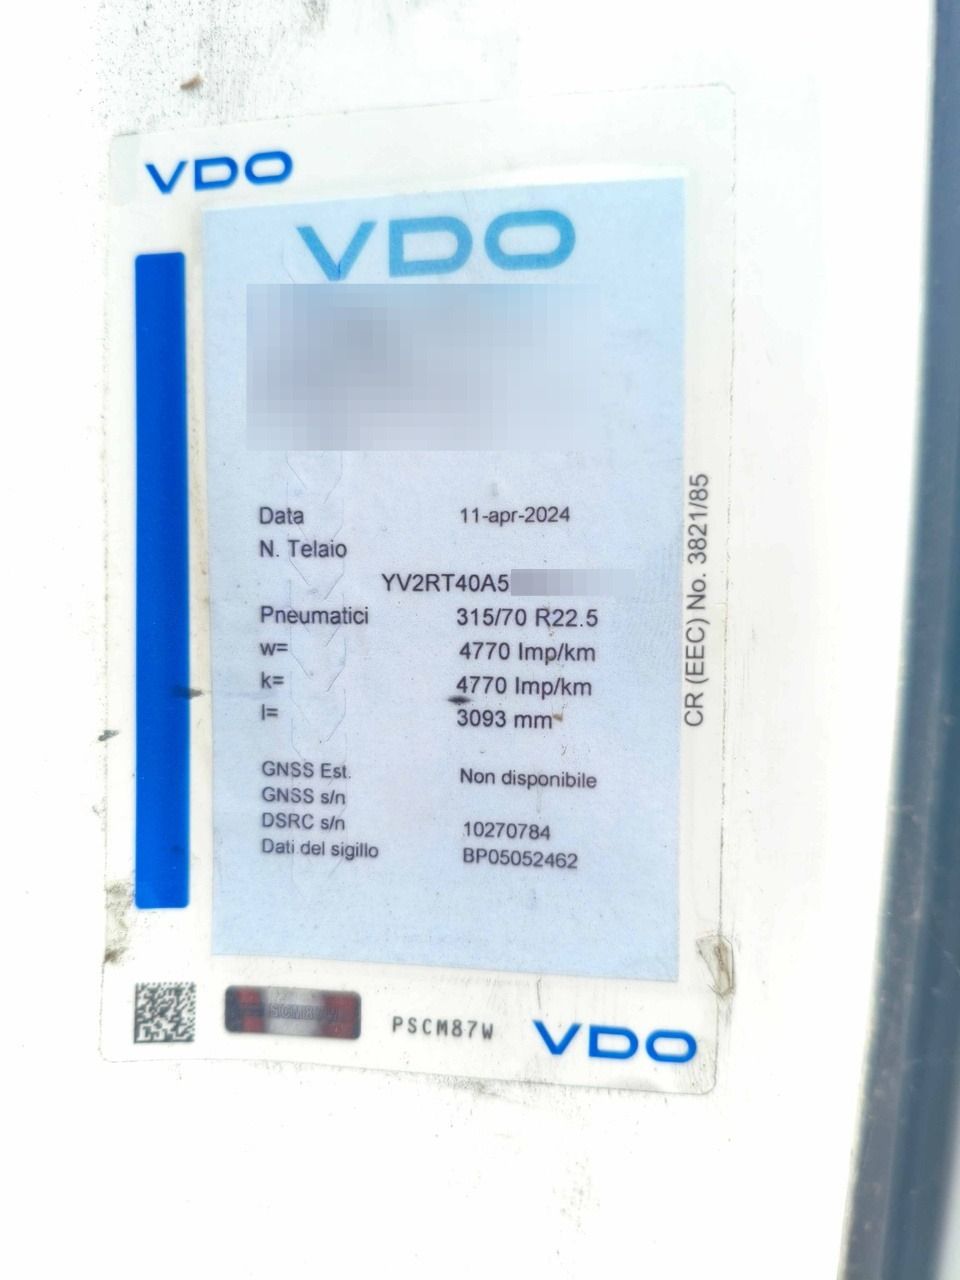 VDO
VDO
Data 11-apr-2024
N. Telaio
YV2RT40A5
Pneumatici 315/70 R22.5
w= 4770 Imp/km
k= 4770 Imp/km
l= 3093 mm
GNSS Est. Non disponibile
GNSS s/n
DSRC s/n 10270784
Dati del sigillo BP05052462
CR (EEC) No. 3821/85
PSCM87W
VDO